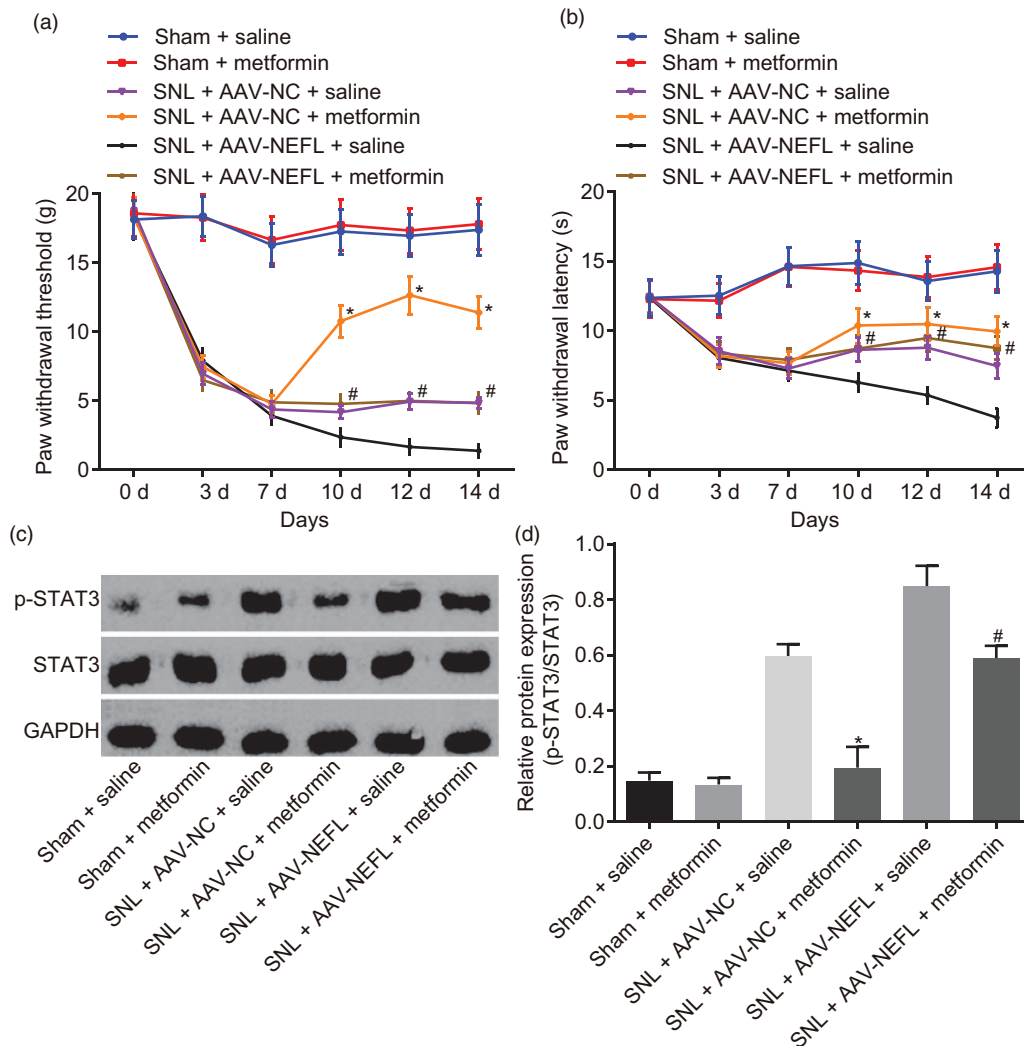 (a)
Sham + saline
Sham + metformin
SNL + AAV-NC + saline
SNL + AAV-NC + metformin
SNL + AAV-NEFL + saline
SNL + AAV-NEFL + metformin
Paw withdrawal threshold (g)
20
15
10
5
0
* * *
# # #
0 d 3 d 7 d 10 d 12 d 14 d
Days
(b)
Sham + saline
Sham + metformin
SNL + AAV-NC + saline
SNL + AAV-NC + metformin
SNL + AAV-NEFL + saline
SNL + AAV-NEFL + metformin
Paw withdrawal latency (s)
20
15
10
5
0
* * *
# # #
0 d 3 d 7 d 10 d 12 d 14 d
Days
(c)
p-STAT3
STAT3
GAPDH
Sham + saline
Sham + metformin
SNL + AAV-NC + saline
SNL + AAV-NC + metformin
SNL + AAV-NEFL + saline
SNL + AAV-NEFL + metformin
(d)
Relative protein expression
(p-STAT3/STAT3)
1.0
0.8
0.6
0.4
0.2
0.0
*
#
Sham + saline
Sham + metformin
SNL + AAV-NC + saline
SNL + AAV-NC + metformin
SNL + AAV-NEFL + saline
SNL + AAV-NEFL + metformin